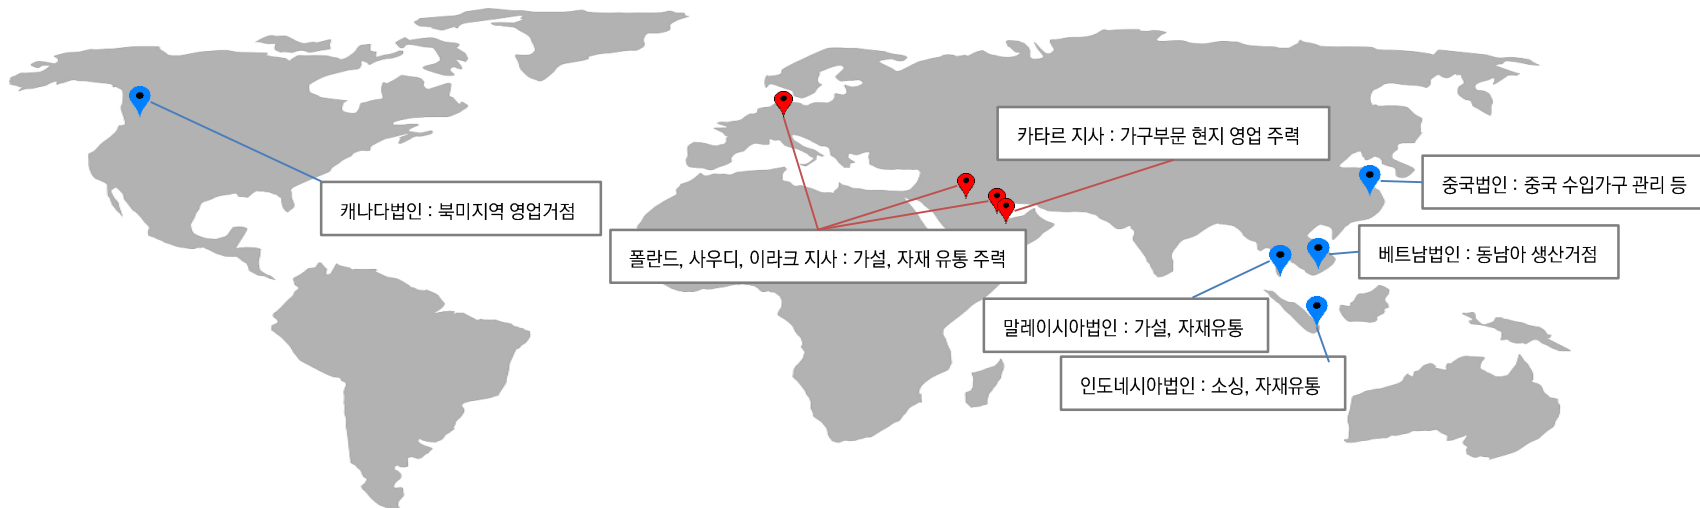 카타르 지사 : 가구부문 현지 영업 주력
중국법인 : 중국 수입가구 관리 등
캐나다법인 : 북미지역 영업거점
폴란드, 사우디, 이라크 지사 : 가설, 자재 유통 주력
베트남법인 : 동남아 생산거점
말레이시아법인 : 가설, 자재유통
인도네시아법인 : 소싱, 자재유통